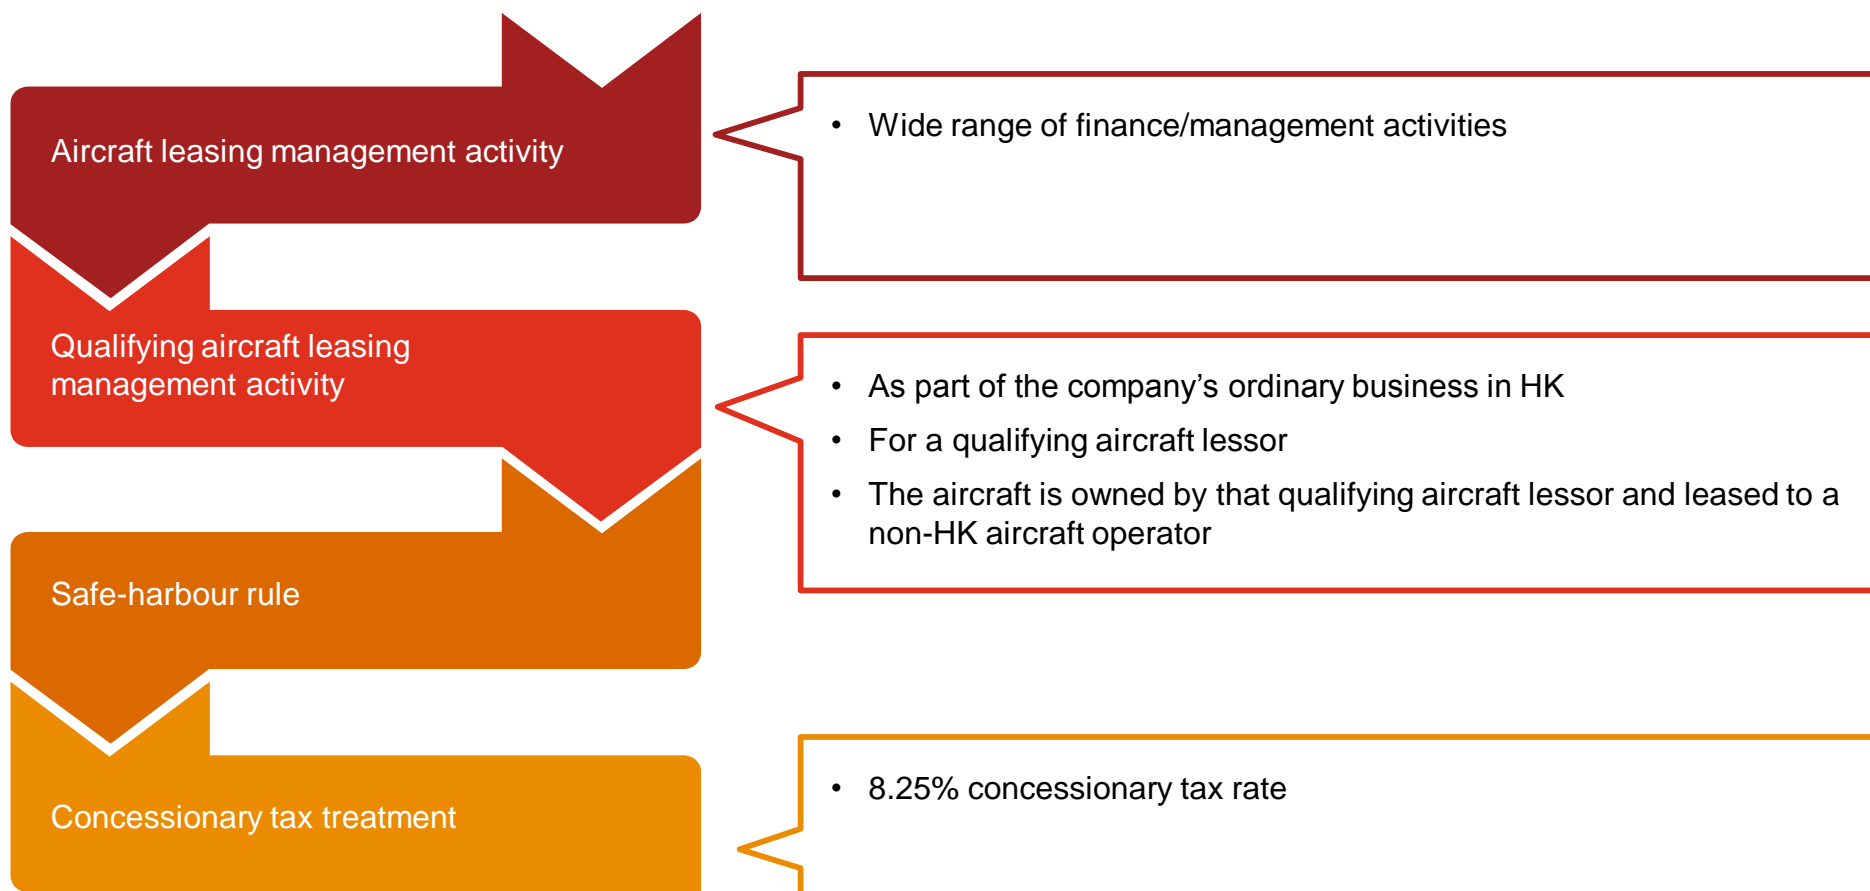 Aircraft leasing management activity
• Wide range of finance/management activities
Qualifying aircraft leasing
management activity
• As part of the company’s ordinary business in HK
• For a qualifying aircraft lessor
• The aircraft is owned by that qualifying aircraft lessor and leased to a
non-HK aircraft operator
Safe-harbour rule
Concessionary tax treatment
• 8.25% concessionary tax rate